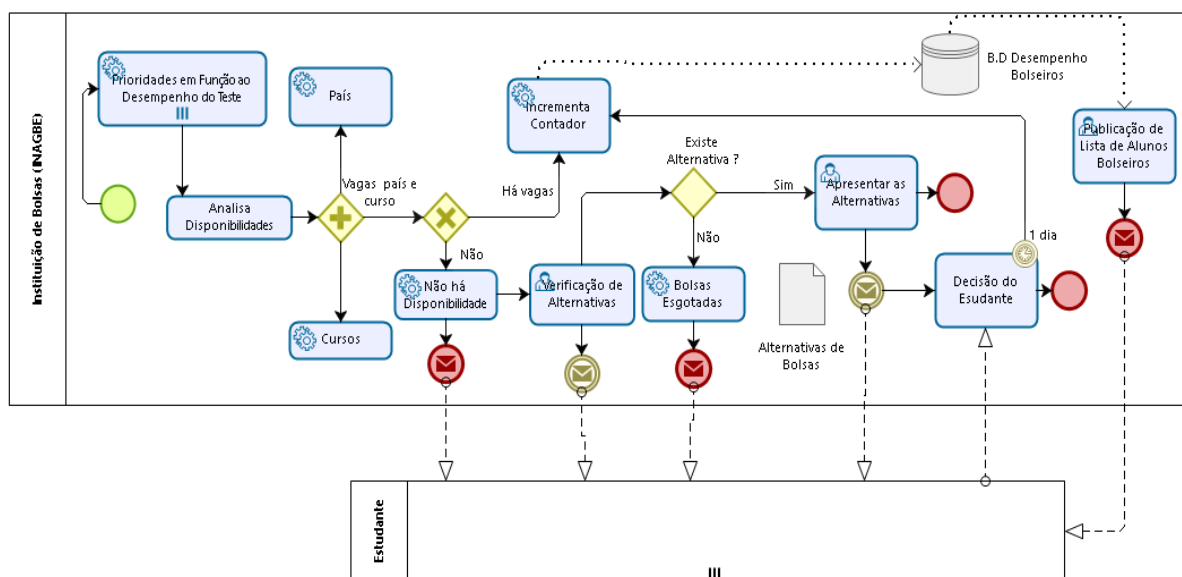 Instituição de Bolsas (INAGBE)
Prioridades em Função ao
Desempenho do Teste
País
Incrementa
Contador
B.D Desempenho
Bolseiros
Publicação de
Lista de Alunos
Bolseiros
Existe
Alternativa ?
Analisa
Disponibilidades
Vagas país e
curso
Há vagas
Sim
Apresentar as
Alternativas
1 dia
Não
Não
Não há
Disponibilidade
Verificação de
Alternativas
Bolsas
Esgotadas
Decisão do
Esudante
Cursos
Alternativas de
Bolsas
Estudante